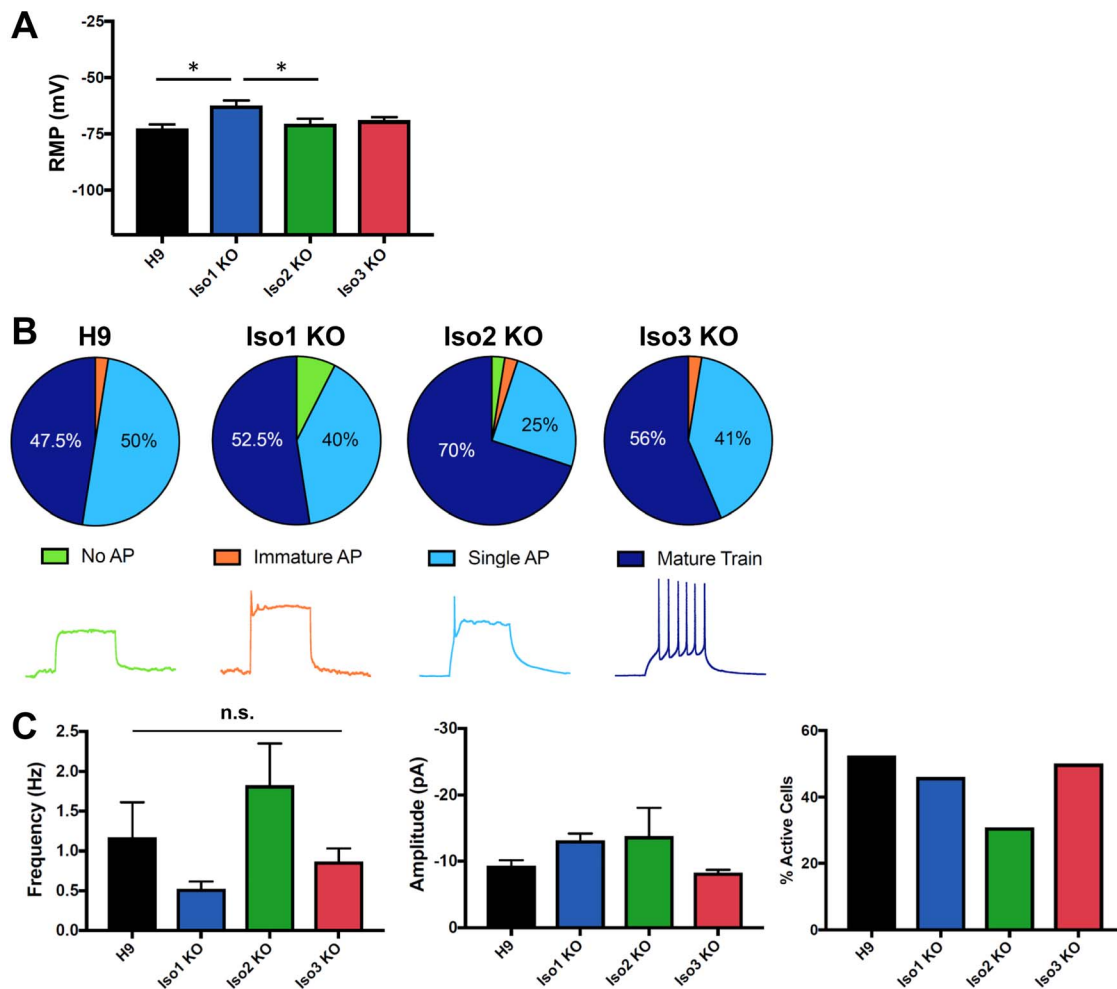 A
-25
-50
-75
-100
RMP (mV)
*
*
H9
Iso1 KO
Iso2 KO
Iso3 KO
B
H9
Iso1 KO
Iso2 KO
Iso3 KO
47.5%
50%
52.5%
40%
70%
25%
56%
41%
No AP
Immature AP
Single AP
Mature Train
C
n.s.
Frequency (Hz)
2.5
2.0
1.5
1.0
0.5
0.0
H9
Iso1 KO
Iso2 KO
Iso3 KO
Amplitude (pA)
-30
-20
-10
0
H9
Iso1 KO
Iso2 KO
Iso3 KO
% Active Cells
60
40
20
0
H9
Iso1 KO
Iso2 KO
Iso3 KO